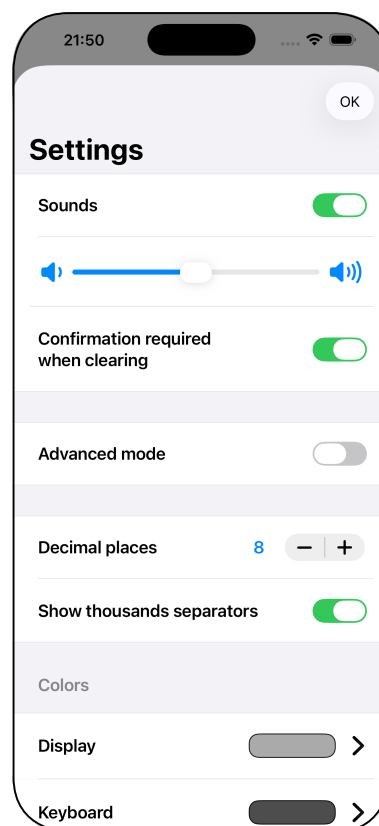 21:50
OK
Settings
Sounds
Confirmation required
when clearing
Advanced mode
Decimal places 8 − +
Show thousands separators
Colors
Display
Keyboard